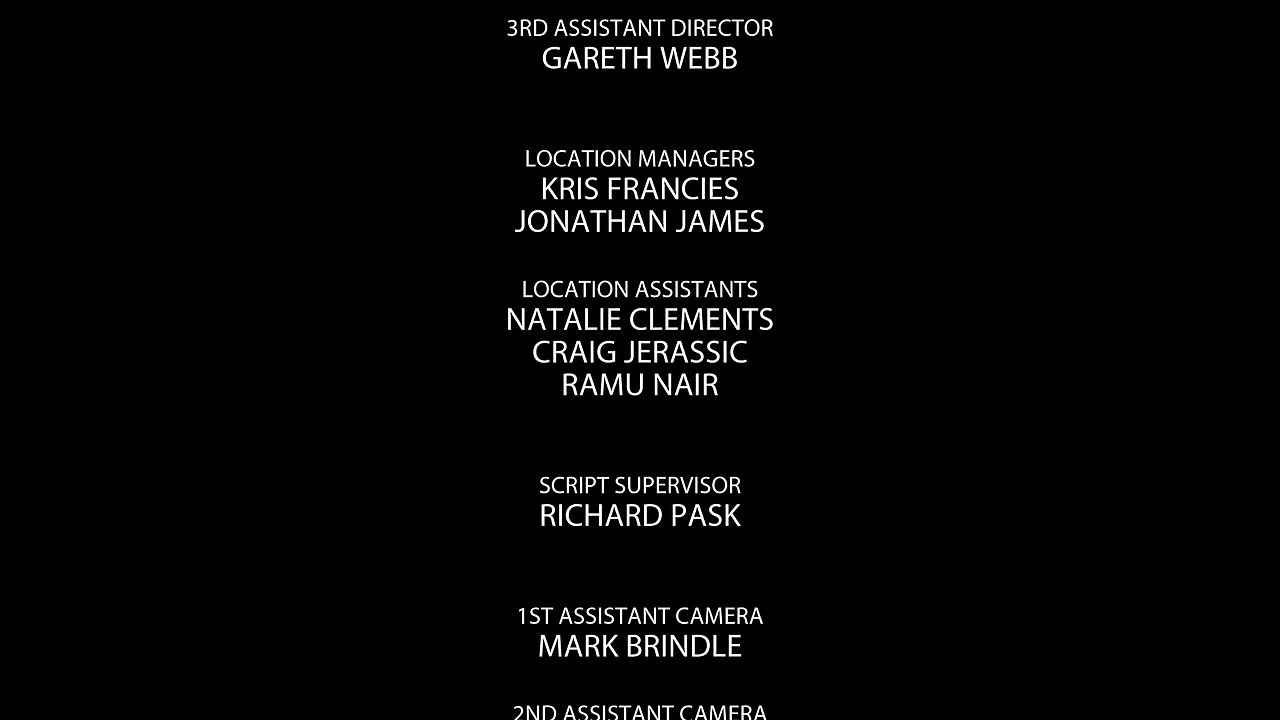 3RD ASSISTANT DIRECTOR
GARETH WEBB
LOCATION MANAGERS
KRIS FRANCIES
JONATHAN JAMES
LOCATION ASSISTANTS
NATALIE CLEMENTS
CRAIG JERASSIC
RAMU NAIR
SCRIPT SUPERVISOR
RICHARD PASK
1ST ASSISTANT CAMERA
MARK BRINDLE
2ND ASSISTANT CAMERA